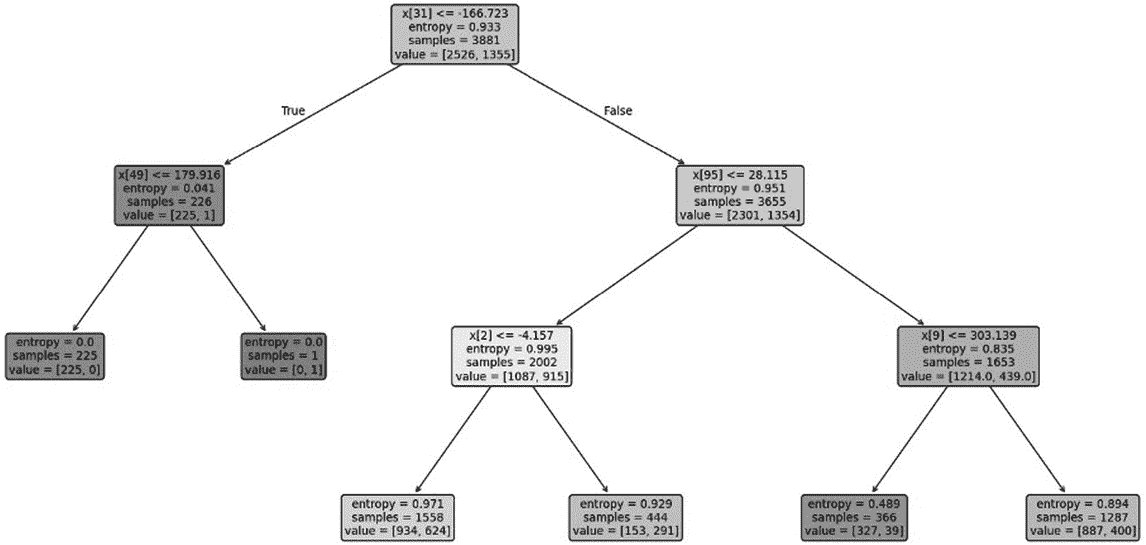 x[31] <= -166.723
entropy = 0.933
samples = 3881
value = [2526, 1355]
True
False
x[49] <= 179.916
entropy = 0.041
samples = 226
value = [225, 1]
x[95] <= 28.115
entropy = 0.951
samples = 3655
value = [2301, 1354]
entropy = 0.0
samples = 225
value = [225, 0]
entropy = 0.0
samples = 1
value = [0, 1]
x[2] <= -4.157
entropy = 0.995
samples = 2002
value = [1087, 915]
x[9] <= 303.139
entropy = 0.835
samples = 1653
value = [1214.0, 439.0]
entropy = 0.971
samples = 1558
value = [934, 624]
entropy = 0.929
samples = 444
value = [153, 291]
entropy = 0.489
samples = 366
value = [327, 39]
entropy = 0.894
samples = 1287
value = [887, 400]